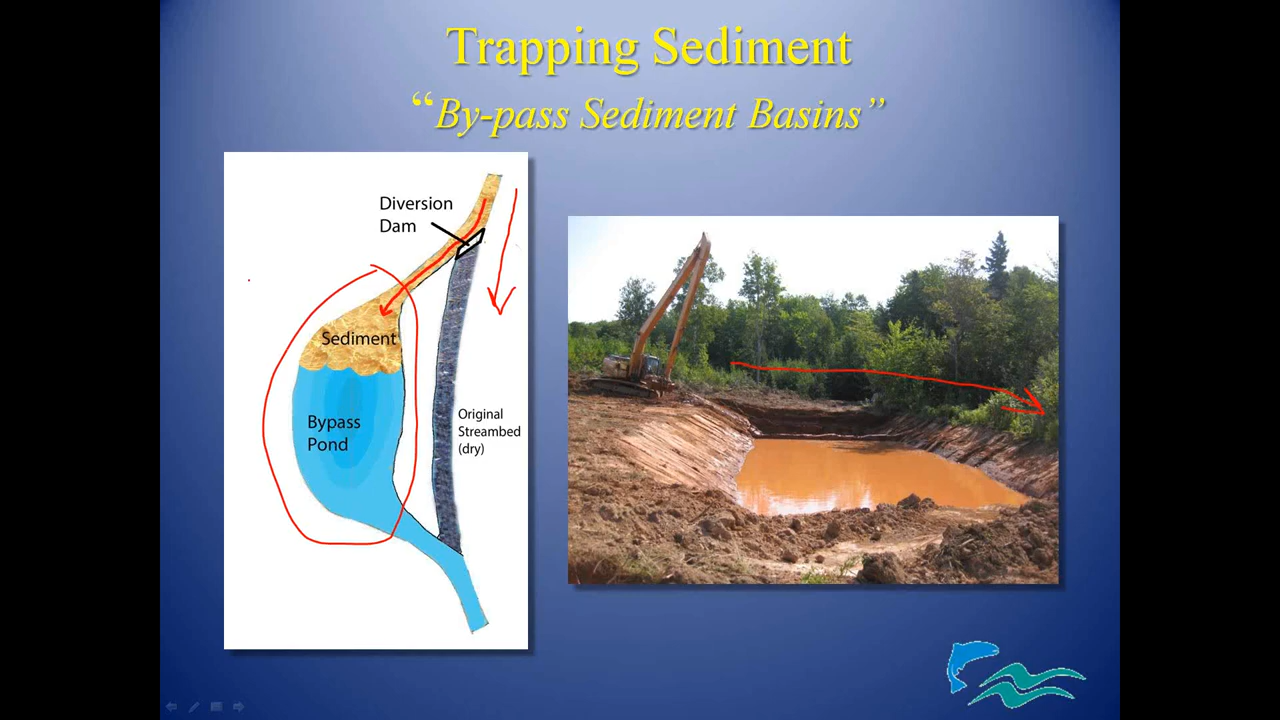 Trapping Sediment
“By-pass Sediment Basins”
Diversion
Dam
Sediment
Bypass
Pond
Original
Streambed
(dry)